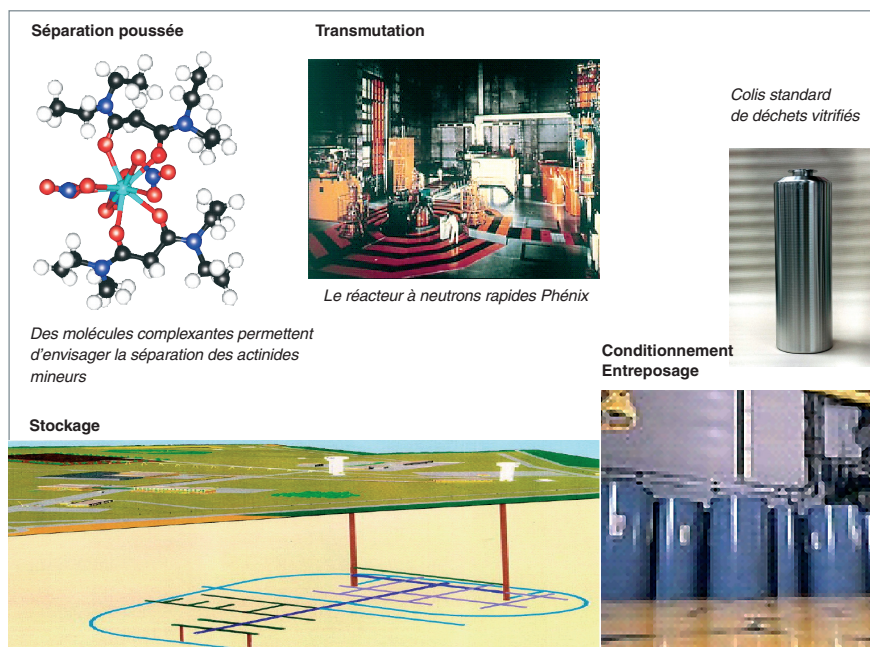 Séparation poussée
Transmutation
Colis standard
de déchets vitrifiés
Le réacteur à neutrons rapides Phénix
Des molécules complexantes permettent
d'envisager la séparation des actinides
mineurs
Conditionnement
Entreposage
Stockage